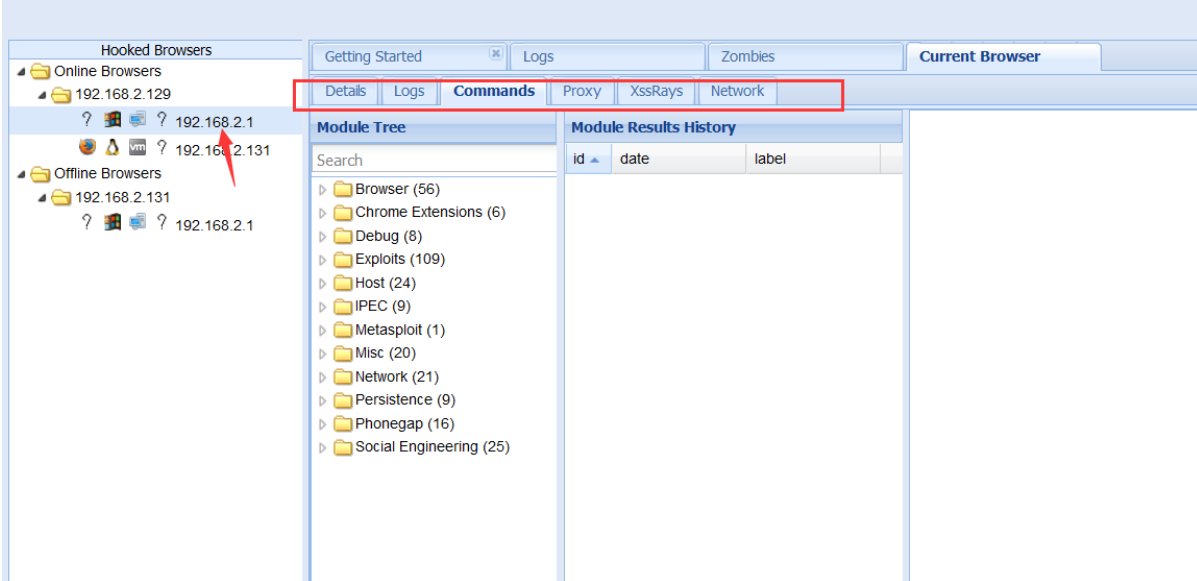 Hooked Browsers
Online Browsers
192.168.2.129
? ? 192.168.2.1
vm ? 192.168.2.131
Offline Browsers
192.168.2.131
? ? 192.168.2.1
Getting Started Logs Zombies Current Browser
Details Logs Commands Proxy XssRays Network
Module Tree
Search
Browser (56)
Chrome Extensions (6)
Debug (8)
Exploits (109)
Host (24)
IPEC (9)
Metasploit (1)
Misc (20)
Network (21)
Persistence (9)
Phonegap (16)
Social Engineering (25)
Module Results History
id date label